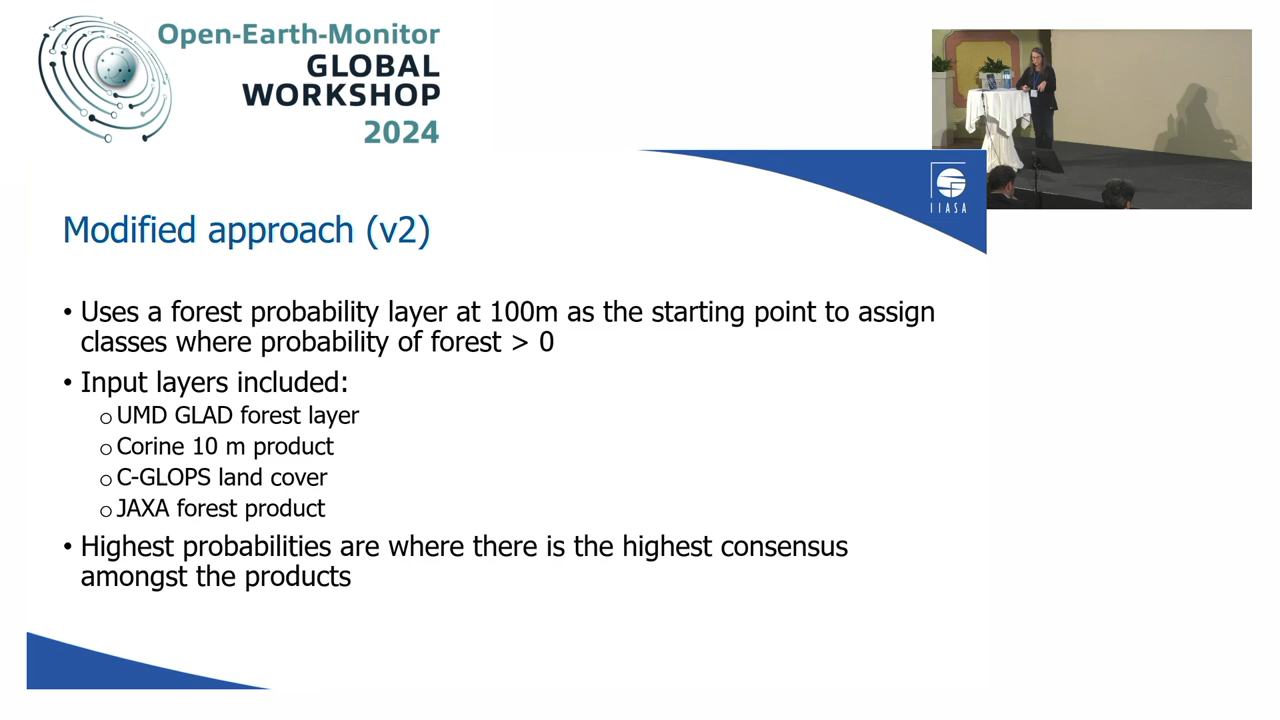 Open-Earth-Monitor
GLOBAL
WORKSHOP
2024
IIASA
Modified approach (v2)
• Uses a forest probability layer at 100m as the starting point to assign
classes where probability of forest > 0
• Input layers included:
o UMD GLAD forest layer
o Corine 10 m product
o C-GLOPS land cover
o JAXA forest product
• Highest probabilities are where there is the highest consensus
amongst the products